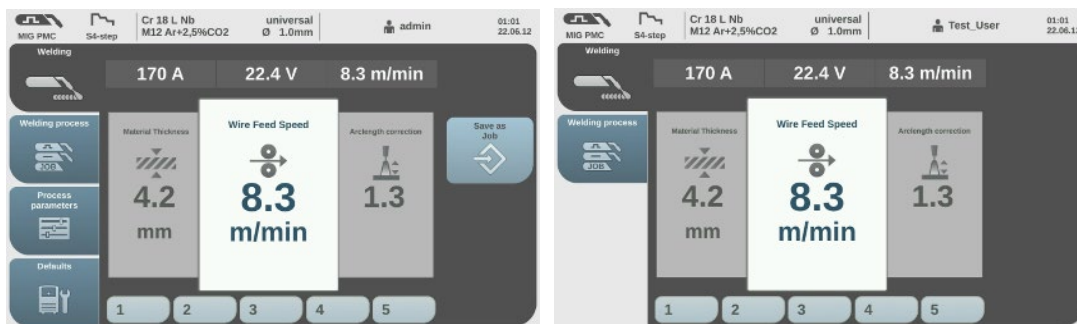 MIG PMC
S4-step
Cr 18 L Nb universal
M12 Ar+2,5%CO2 Ø 1.0mm
admin
01:01
22.06.12
Welding
170 A 22.4 V 8.3 m/min
Welding process
JOB
Process
parameters
Defaults
Material Thickness
4.2
mm
Wire Feed Speed
8.3
m/min
Arclength correction
1.3
Save as
Job
1 2 3 4 5
MIG PMC
S4-step
Cr 18 L Nb universal
M12 Ar+2,5%CO2 Ø 1.0mm
Test_User
01:01
22.06.12
Welding
170 A 22.4 V 8.3 m/min
Welding process
JOB
Material Thickness
4.2
mm
Wire Feed Speed
8.3
m/min
Arclength correction
1.3
1 2 3 4 5